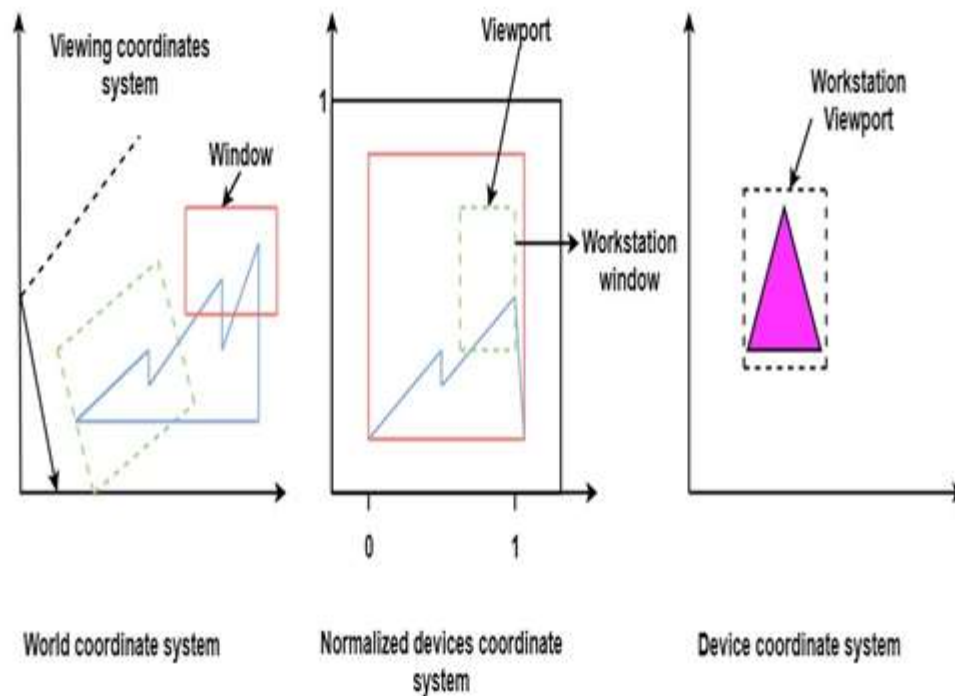 Viewing coordinates
system
Window
Viewport
1
Workstation
window
0
1
Workstation
Viewport
World coordinate system
Normalized devices coordinate
system
Device coordinate system